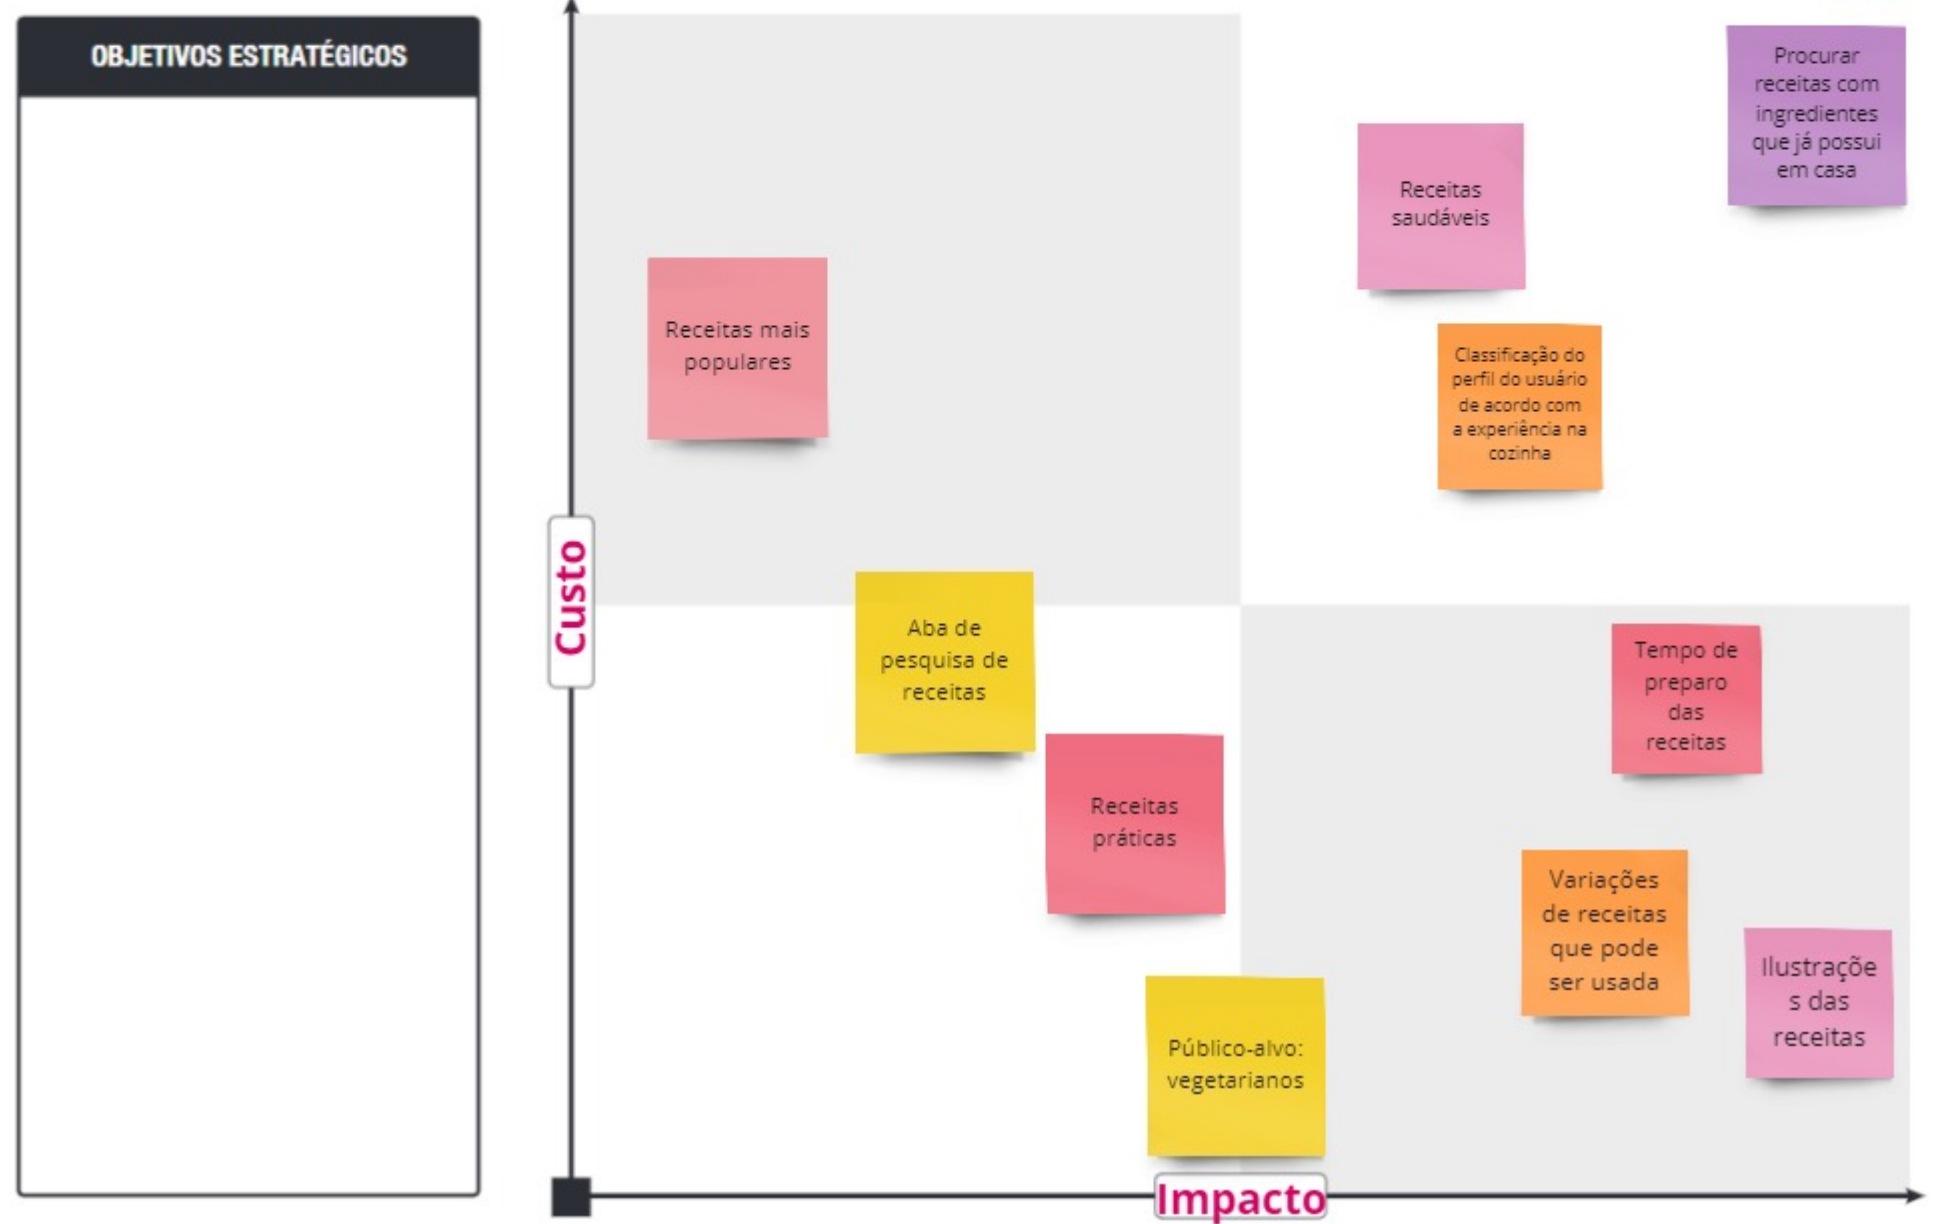 OBJETIVOS ESTRATÉGICOS
Procurar
receitas com
ingredientes
que já possui
em casa
Receitas
saudáveis
Receitas mais
populares
Classificação do
perfil do usuário
de acordo com
a experiência na
cozinha
Custo
Aba de
pesquisa de
receitas
Tempo de
preparo
das
receitas
Receitas
práticas
Variações
de receitas
que pode
ser usada
Ilustraçõe
s das
receitas
Público-alvo:
vegetarianos
Impacto